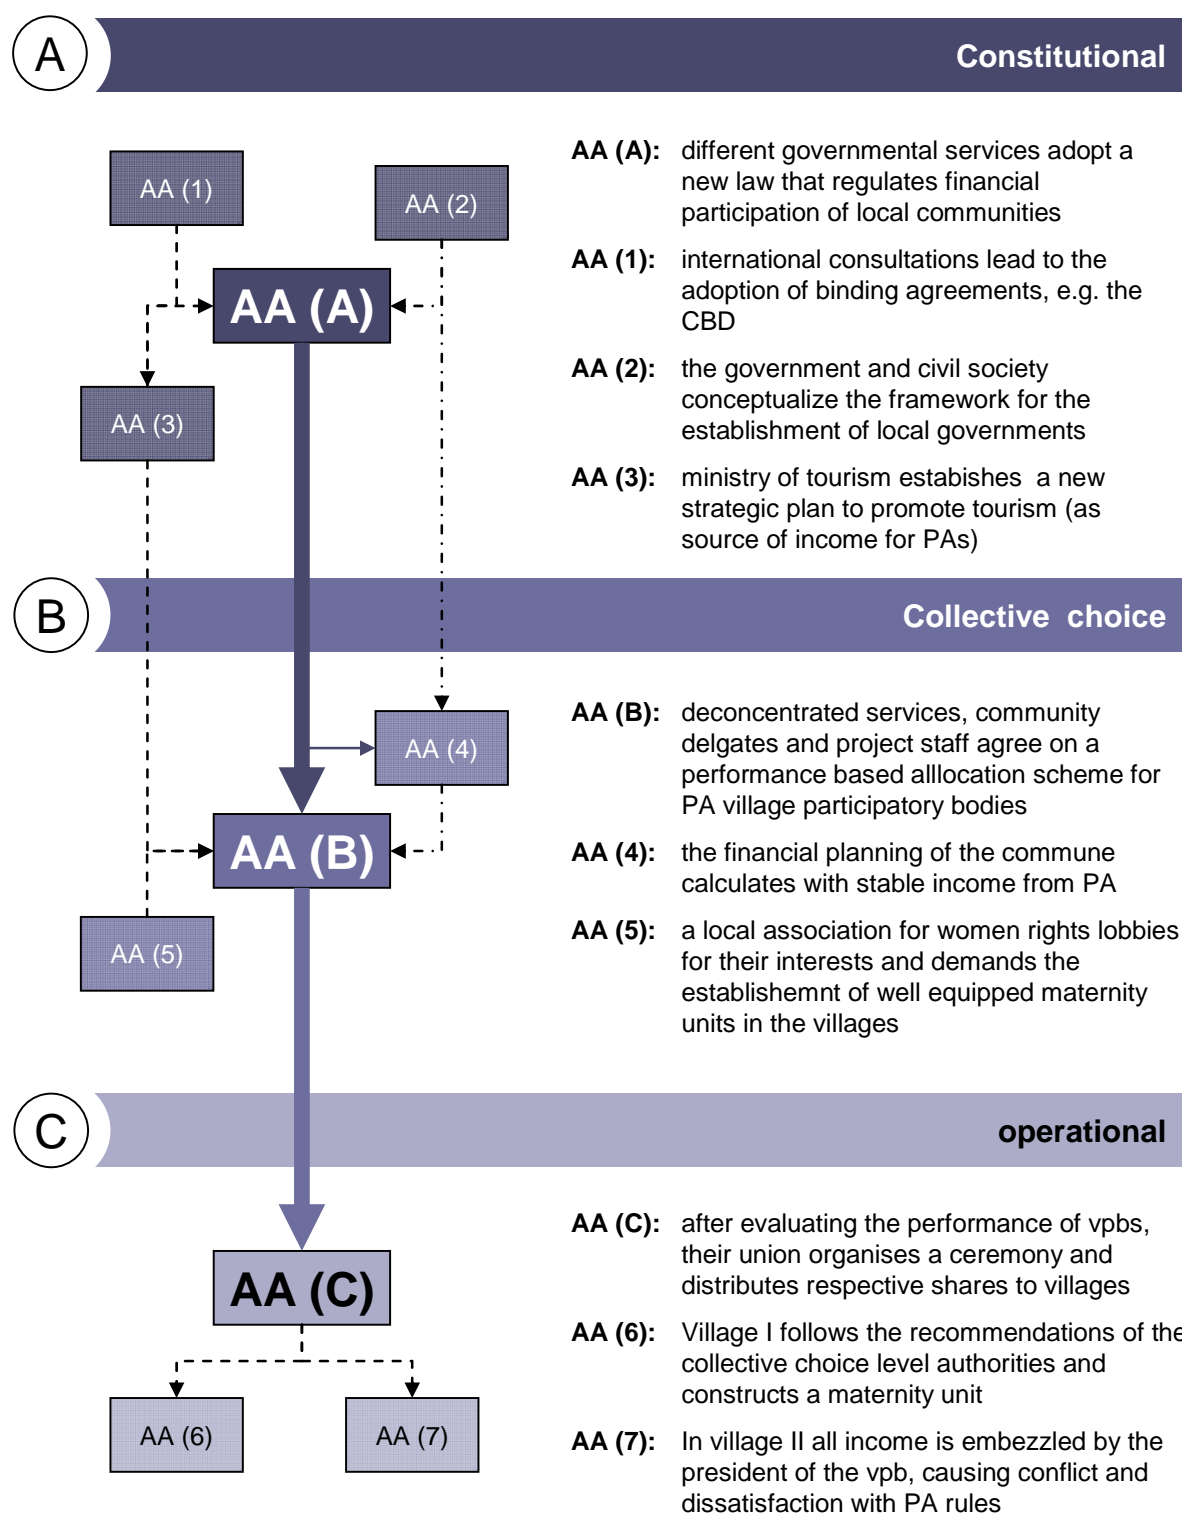 A
Constitutional
AA (1)
AA (2)
AA (A)
AA (3)
AA (A): different governmental services adopt a
new law that regulates financial
participation of local communities
AA (1): international consultations lead to the
adoption of binding agreements, e.g. the
CBD
AA (2): the government and civil society
conceptualize the framework for the
establishment of local governments
AA (3): ministry of tourism estabishes a new
strategic plan to promote tourism (as
source of income for PAs)
B
Collective choice
AA (4)
AA (B)
AA (5)
AA (B): deconcentrated services, community
delgates and project staff agree on a
performance based alllocation scheme for
PA village participatory bodies
AA (4): the financial planning of the commune
calculates with stable income from PA
AA (5): a local association for women rights lobbies
for their interests and demands the
establishemnt of well equipped maternity
units in the villages
C
operational
AA (C)
AA (6)
AA (7)
AA (C): after evaluating the performance of vpbs,
their union organises a ceremony and
distributes respective shares to villages
AA (6): Village I follows the recommendations of the
collective choice level authorities and
constructs a maternity unit
AA (7): In village II all income is embezzled by the
president of the vpb, causing conflict and
dissatisfaction with PA rules